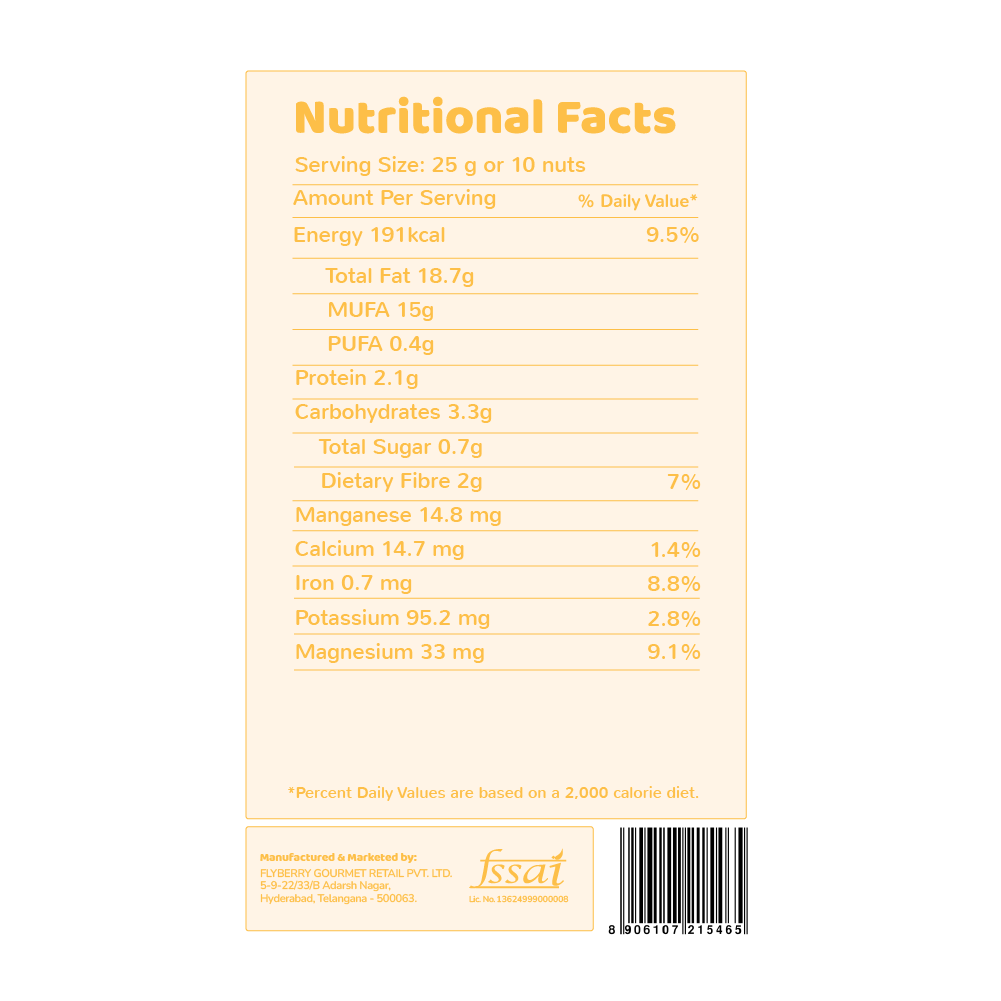 Nutritional Facts
Serving Size: 25 g or 10 nuts
Amount Per Serving % Daily Value*
Energy 191kcal 9.5%
Total Fat 18.7g
MUFA 15g
PUFA 0.4g
Protein 2.1g
Carbohydrates 3.3g
Total Sugar 0.7g
Dietary Fibre 2g 7%
Manganese 14.8 mg
Calcium 14.7 mg 1.4%
Iron 0.7 mg 8.8%
Potassium 95.2 mg 2.8%
Magnesium 33 mg 9.1%
*Percent Daily Values are based on a 2,000 calorie diet.
Manufactured & Marketed by:
FLYBERRY GOURMET RETAIL PVT. LTD.
5-9-22/33/B Adarsh Nagar,
Hyderabad, Telangana - 500063.
fssai
Lic. No. 13624999000008
8 906107 215465